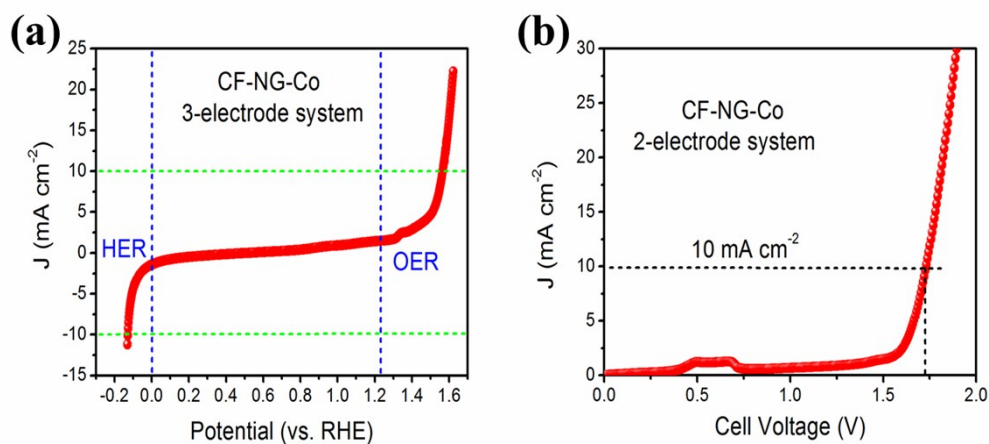 (a)
25
20
15
10
5
0
-5
-10
-15
J (mA cm⁻²)
CF-NG-Co
3-electrode system
HER
OER
-0.2 0.0 0.2 0.4 0.6 0.8 1.0 1.2 1.4 1.6
Potential (vs. RHE)
(b)
30
25
20
15
10
5
0
J (mA cm⁻²)
CF-NG-Co
2-electrode system
10 mA cm⁻²
0.0 0.5 1.0 1.5 2.0
Cell Voltage (V)